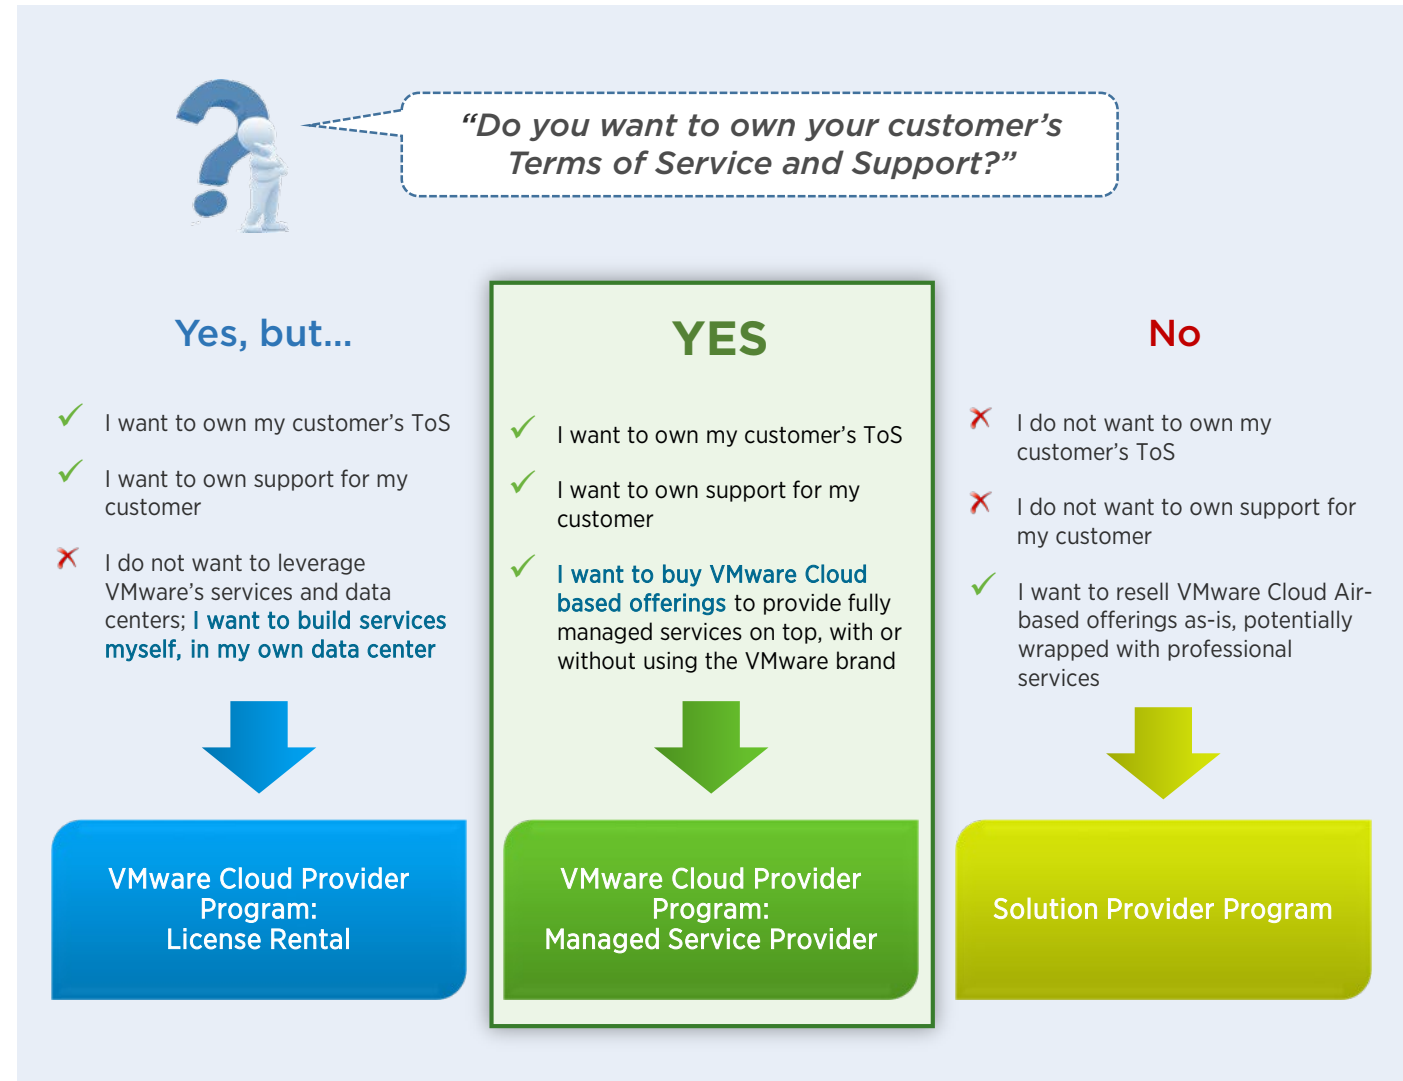 “Do you want to own your customer’s
Terms of Service and Support?”
Yes, but...
I want to own my customer’s ToS
I want to own support for my
customer
I do not want to leverage
VMware’s services and data
centers; I want to build services
myself, in my own data center
VMware Cloud Provider
Program:
License Rental
YES
I want to own my customer’s ToS
I want to own support for my
customer
I want to buy VMware Cloud
based offerings to provide fully
managed services on top, with or
without using the VMware brand
VMware Cloud Provider
Program:
Managed Service Provider
No
I do not want to own my
customer’s ToS
I do not want to own support for
my customer
I want to resell VMware Cloud Air-
based offerings as-is, potentially
wrapped with professional
services
Solution Provider Program